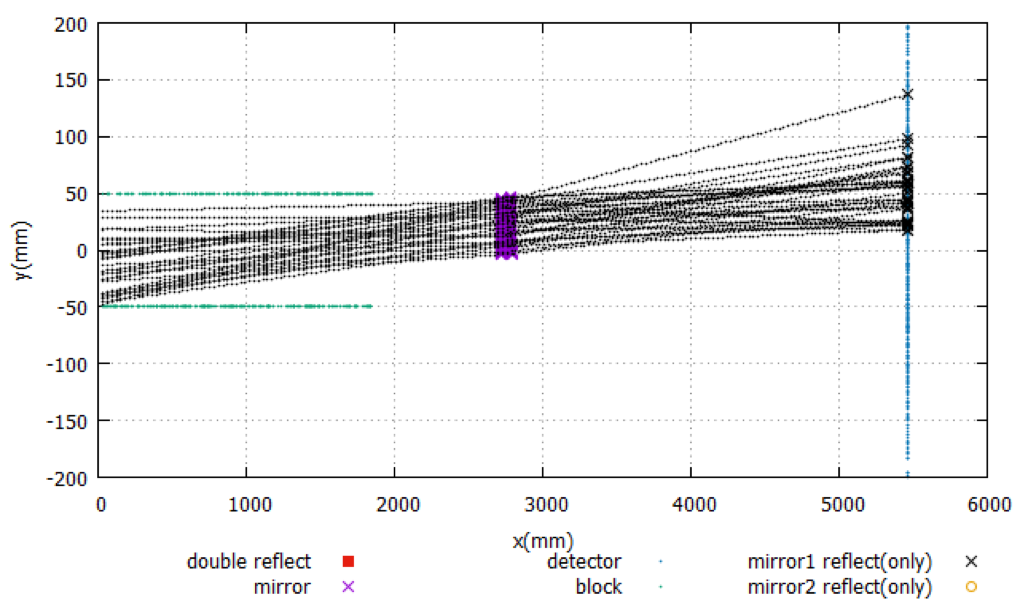 200
150
100
50
0
-50
-100
-150
-200
y(mm)
0 1000 2000 3000 4000 5000 6000
x(mm)
double reflect detector mirror1 reflect(only)
mirror block mirror2 reflect(only)